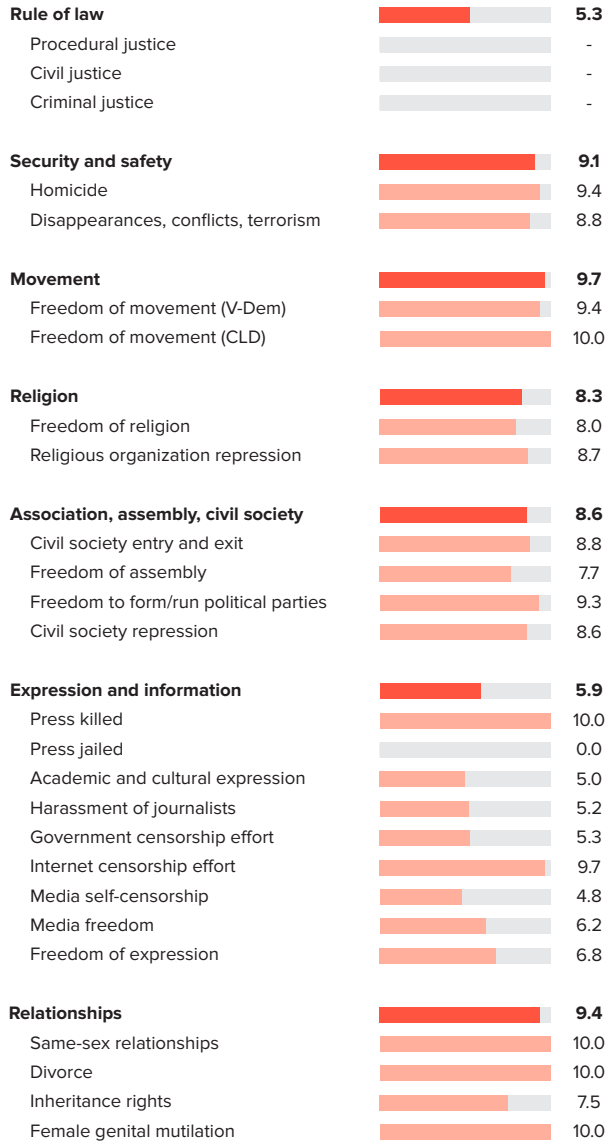 Rule of law 5.3
Procedural justice -
Civil justice -
Criminal justice -
Security and safety 9.1
Homicide 9.4
Disappearances, conflicts, terrorism 8.8
Movement 9.7
Freedom of movement (V-Dem) 9.4
Freedom of movement (CLD) 10.0
Religion 8.3
Freedom of religion 8.0
Religious organization repression 8.7
Association, assembly, civil society 8.6
Civil society entry and exit 8.8
Freedom of assembly 7.7
Freedom to form/run political parties 9.3
Civil society repression 8.6
Expression and information 5.9
Press killed 10.0
Press jailed 0.0
Academic and cultural expression 5.0
Harassment of journalists 5.2
Government censorship effort 5.3
Internet censorship effort 9.7
Media self-censorship 4.8
Media freedom 6.2
Freedom of expression 6.8
Relationships 9.4
Same-sex relationships 10.0
Divorce 10.0
Inheritance rights 7.5
Female genital mutilation 10.0